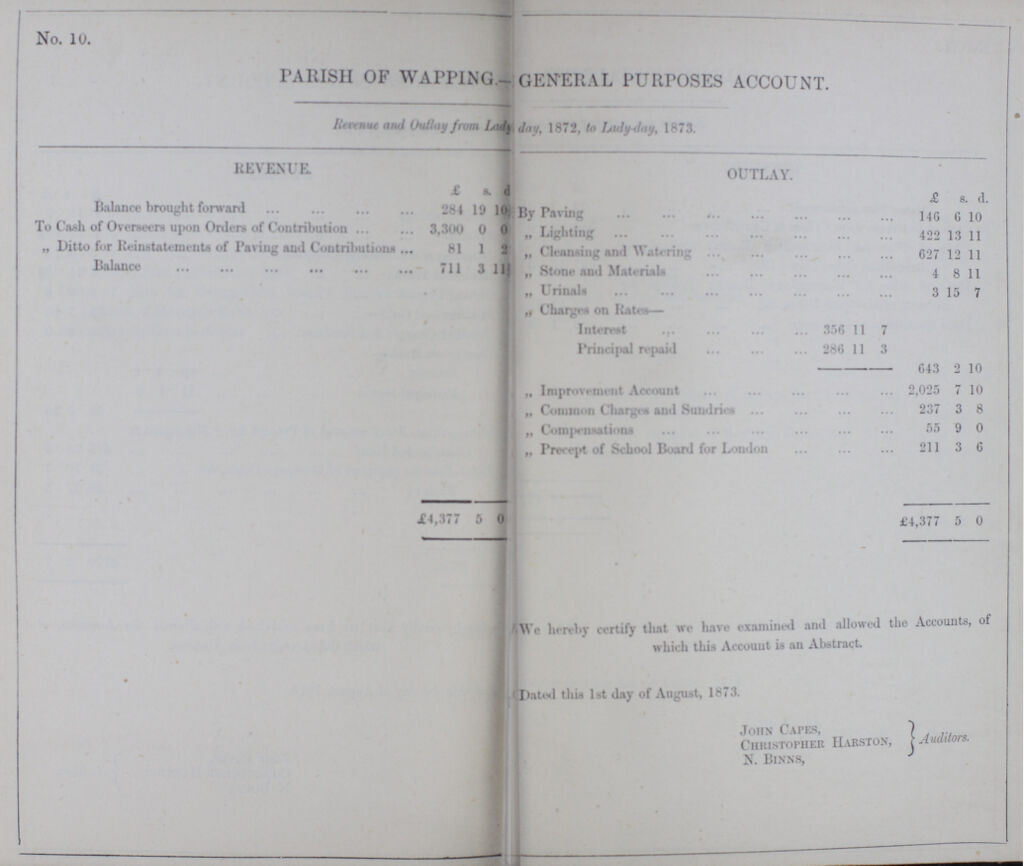 No. 10.
PARISH OF WAPPING.—GENERAL PURPOSES ACCOUNT.
Revenue and Outlay from Lady day, 1872, to Lady-day, 1873.
REVENUE.
£ s. d
Balance brought forward ... ... ... ... 284 19 10
To Cash of Overseers upon Orders of Contribution ... ... 3,300 0 0
„ Ditto for Reinstatements of Paving and Contributions ... 81 1 2
Balance ... ... ... ... ... ... 711 3 11
£4,377 5 0
OUTLAY.
£ s. d.
By Paving ... ... ... ... ... ... ... 146 6 10
„ Lighting ... ... ... ... ... ... ... 422 13 11
„ Cleansing and Watering ... ... ... ... ... 627 12 11
„ Stone and Materials ... ... ... ... ... 4 8 11
„ Urinals ... ... ... ... ... ... ... 3 15 7
„ Charges on Rates—
Interest ... ... ... ... 356 11 7
Principal repaid ... ... ... 286 11 3
643 2 10
„ Improvement Account ... ... ... ... ... 2,025 7 10
„ Common Charges and Sundries ... ... ... ... 237 3 8
„ Compensations ... ... ... ... ... ... 55 9 0
„ Precept of School Board for London ... ... ... 211 3 6
£4,377 5 0
We hereby certify that we have examined and allowed the Accounts, of
which this Account is an Abstract.
Dated this 1st day of August, 1873.
JOHN CAPES,
CHRISTOPHER HARSTON, } Auditors.
N. BINNS,